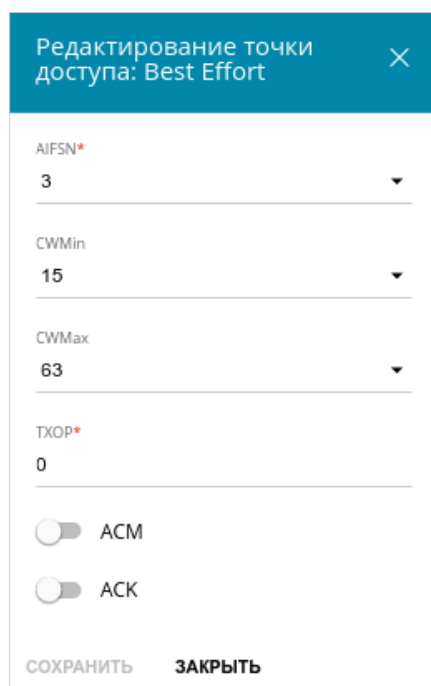 Редактирование точки
доступа: Best Effort
AIFSN*
3
CWMin
15
CWMax
63
TXOP*
0
ACM
ACK
СОХРАНИТЬ ЗАКРЫТЬ